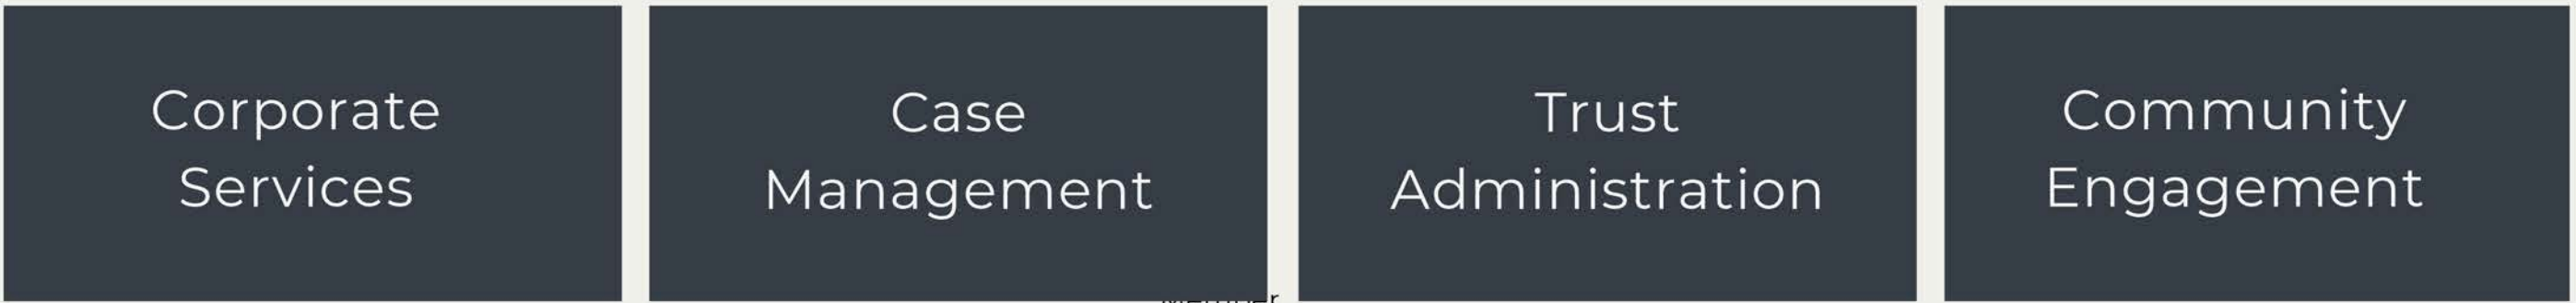 Corporate
Services
Case
Management
Trust
Administration
Community
Engagement